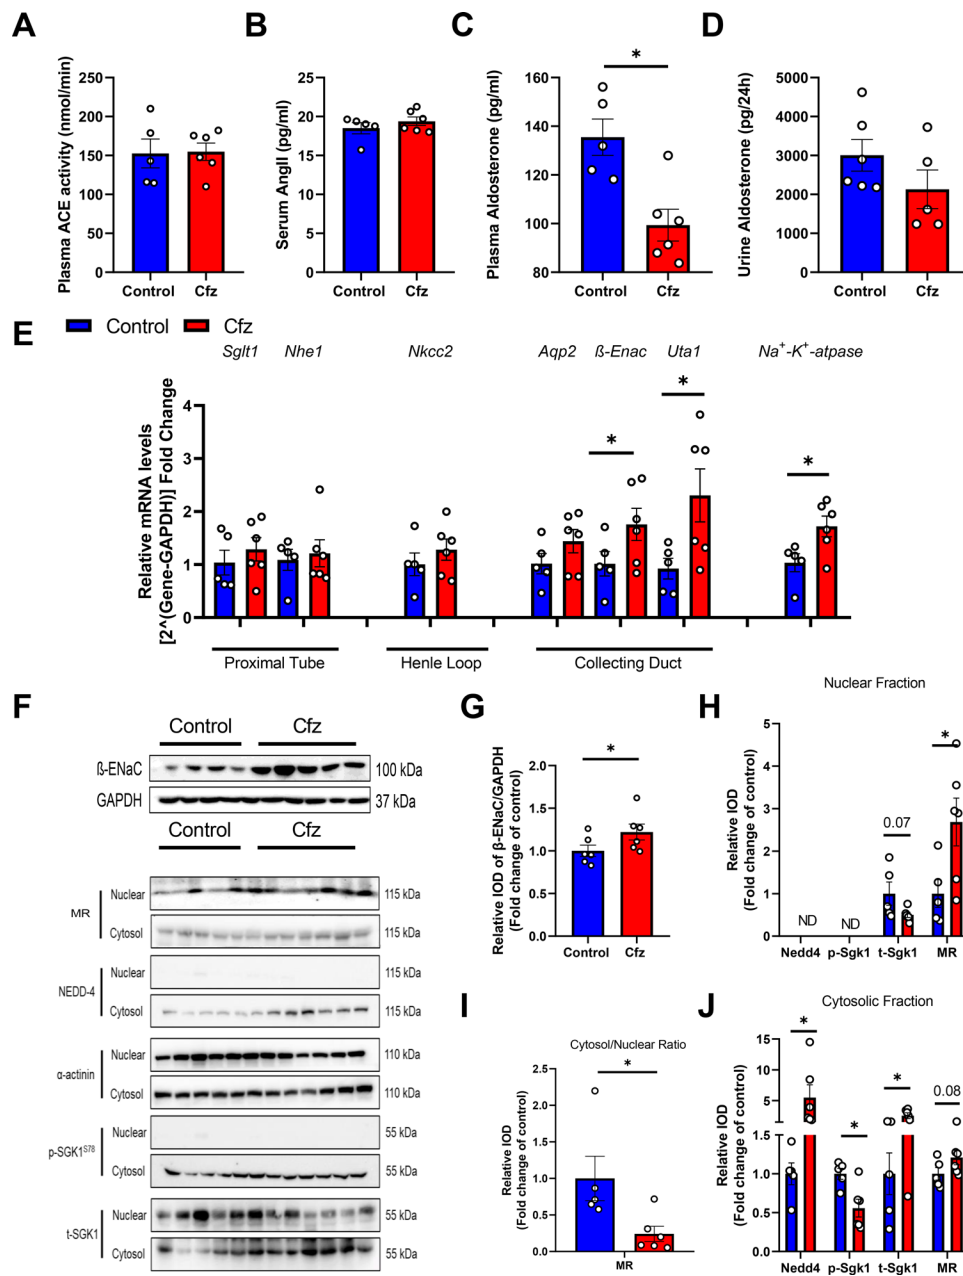 A
B
C
D
Plasma ACE activity (nmol/min)
250
200
150
100
50
0
Control
Cfz
Serum AngII (pg/ml)
25
20
15
10
5
0
Control
Cfz
Plasma Aldosterone (pg/ml)
160
140
120
100
80
*
Control
Cfz
Urine Aldosterone (pg/24h)
5000
4000
3000
2000
1000
0
Control
Cfz
E
Control
Cfz
Sglt1
Nhe1
Nkcc2
Aqp2
ß-Enac
Uta1
Na⁺-K⁺-atpase
Relative mRNA levels
[2^(Gene-GAPDH)] Fold Change
4
3
2
1
0
*
*
*
Proximal Tube
Henle Loop
Collecting Duct
F
Control
Cfz
ß-ENaC
100 kDa
GAPDH
37 kDa
Control
Cfz
MR
Nuclear
115 kDa
Cytosol
115 kDa
NEDD-4
Nuclear
115 kDa
Cytosol
115 kDa
α-actinin
Nuclear
110 kDa
Cytosol
110 kDa
p-SGK1ˢ⁷⁸
Nuclear
55 kDa
Cytosol
55 kDa
t-SGK1
Nuclear
55 kDa
Cytosol
55 kDa
G
Relative IOD of β-ENaC/GAPDH
(Fold change of control)
2.0
1.5
1.0
0.5
0.0
*
Control
Cfz
H
Nuclear Fraction
Relative IOD
(Fold change of control)
5
4
3
2
1
0
ND
ND
0.07
*
Nedd4
p-Sgk1
t-Sgk1
MR
I
Cytosol/Nuclear Ratio
Relative IOD
(Fold change of control)
2.5
2.0
1.5
1.0
0.5
0.0
*
MR
J
Cytosolic Fraction
Relative IOD
(Fold change of control)
15
10
5
1.5
1.0
0.5
0.0
*
*
*
0.08
Nedd4
p-Sgk1
t-Sgk1
MR